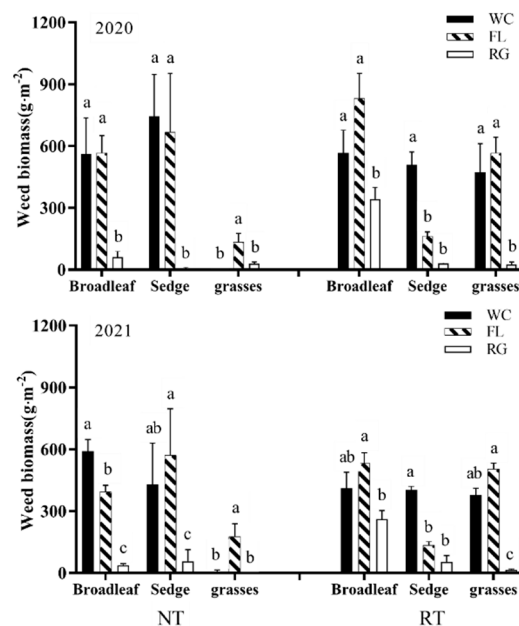 2020
WC
FL
RG
Weed biomass(g·m⁻²)
1200
900
600
300
0
a a b
a a b
b a b
a a b
a b b
a a b
Broadleaf Sedge grasses Broadleaf Sedge grasses
2021
WC
FL
RG
Weed biomass(g·m⁻²)
1200
900
600
300
0
a b c
ab a b
b a b
ab a b
a b b
ab a c
Broadleaf Sedge grasses Broadleaf Sedge grasses
NT RT